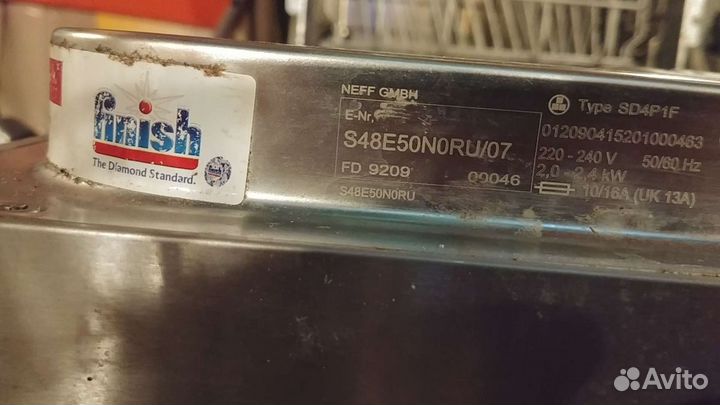 finish
The Diamond Standard.
NEFF GMBH
E-Nr.
S48E50N0RU/07
FD 9209 00046
S48E50N0RU
Type SD4P1F
012090415201000463
220 - 240 V 50/60 Hz
2,0 - 2,4 kW
10/16A (UK 13A)
Avito